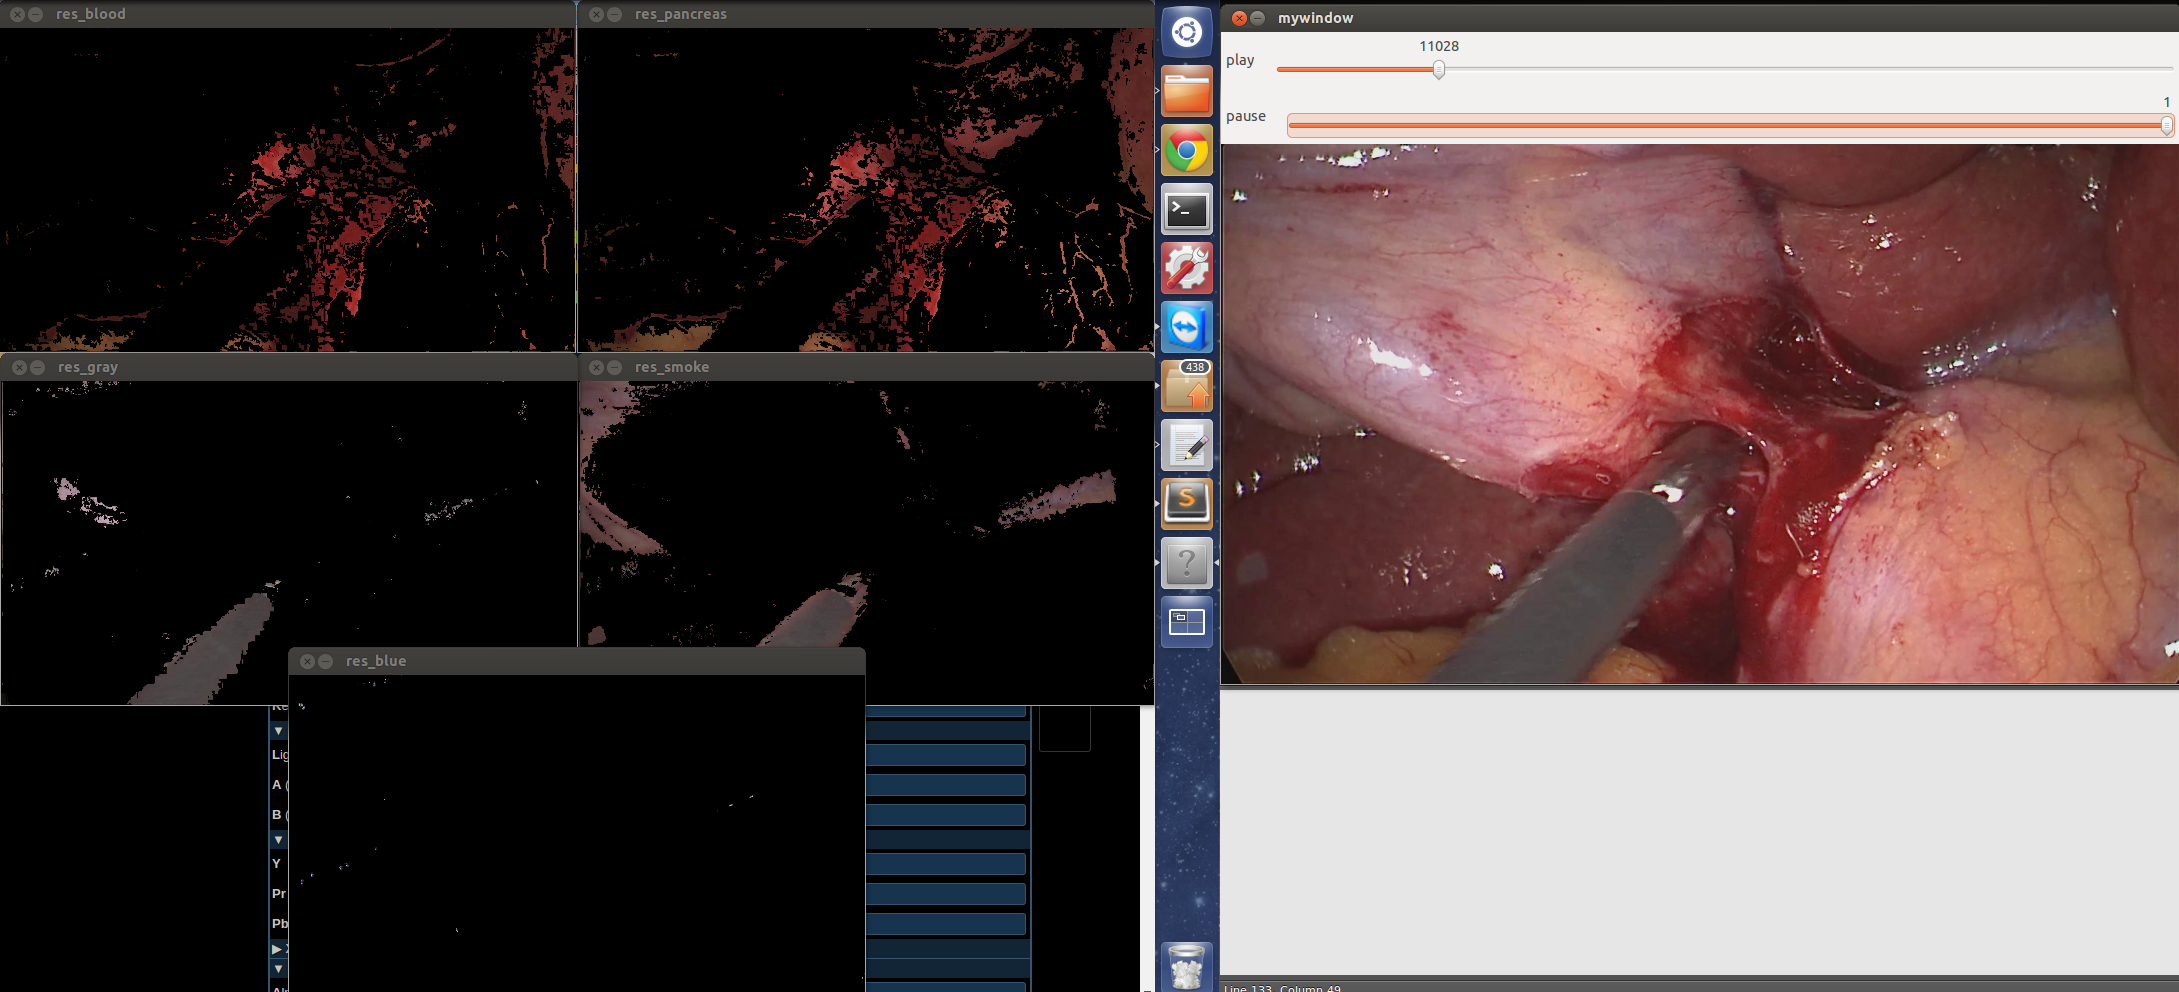 res_blood
res_pancreas
mywindow
play
11028
pause
1
res_gray
res_smoke
438
res_blue
Lig
A (
B (
Y
Pr
Pb
Line 133, Column 49